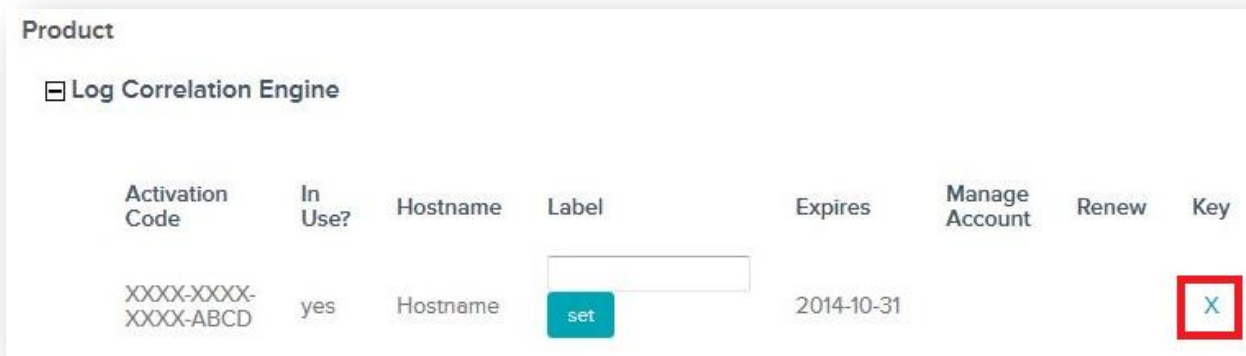 Product
Log Correlation Engine
Activation Code In Use? Hostname Label Expires Manage Account Renew Key
XXXX-XXXX-XXXX-ABCD yes Hostname set 2014-10-31 X